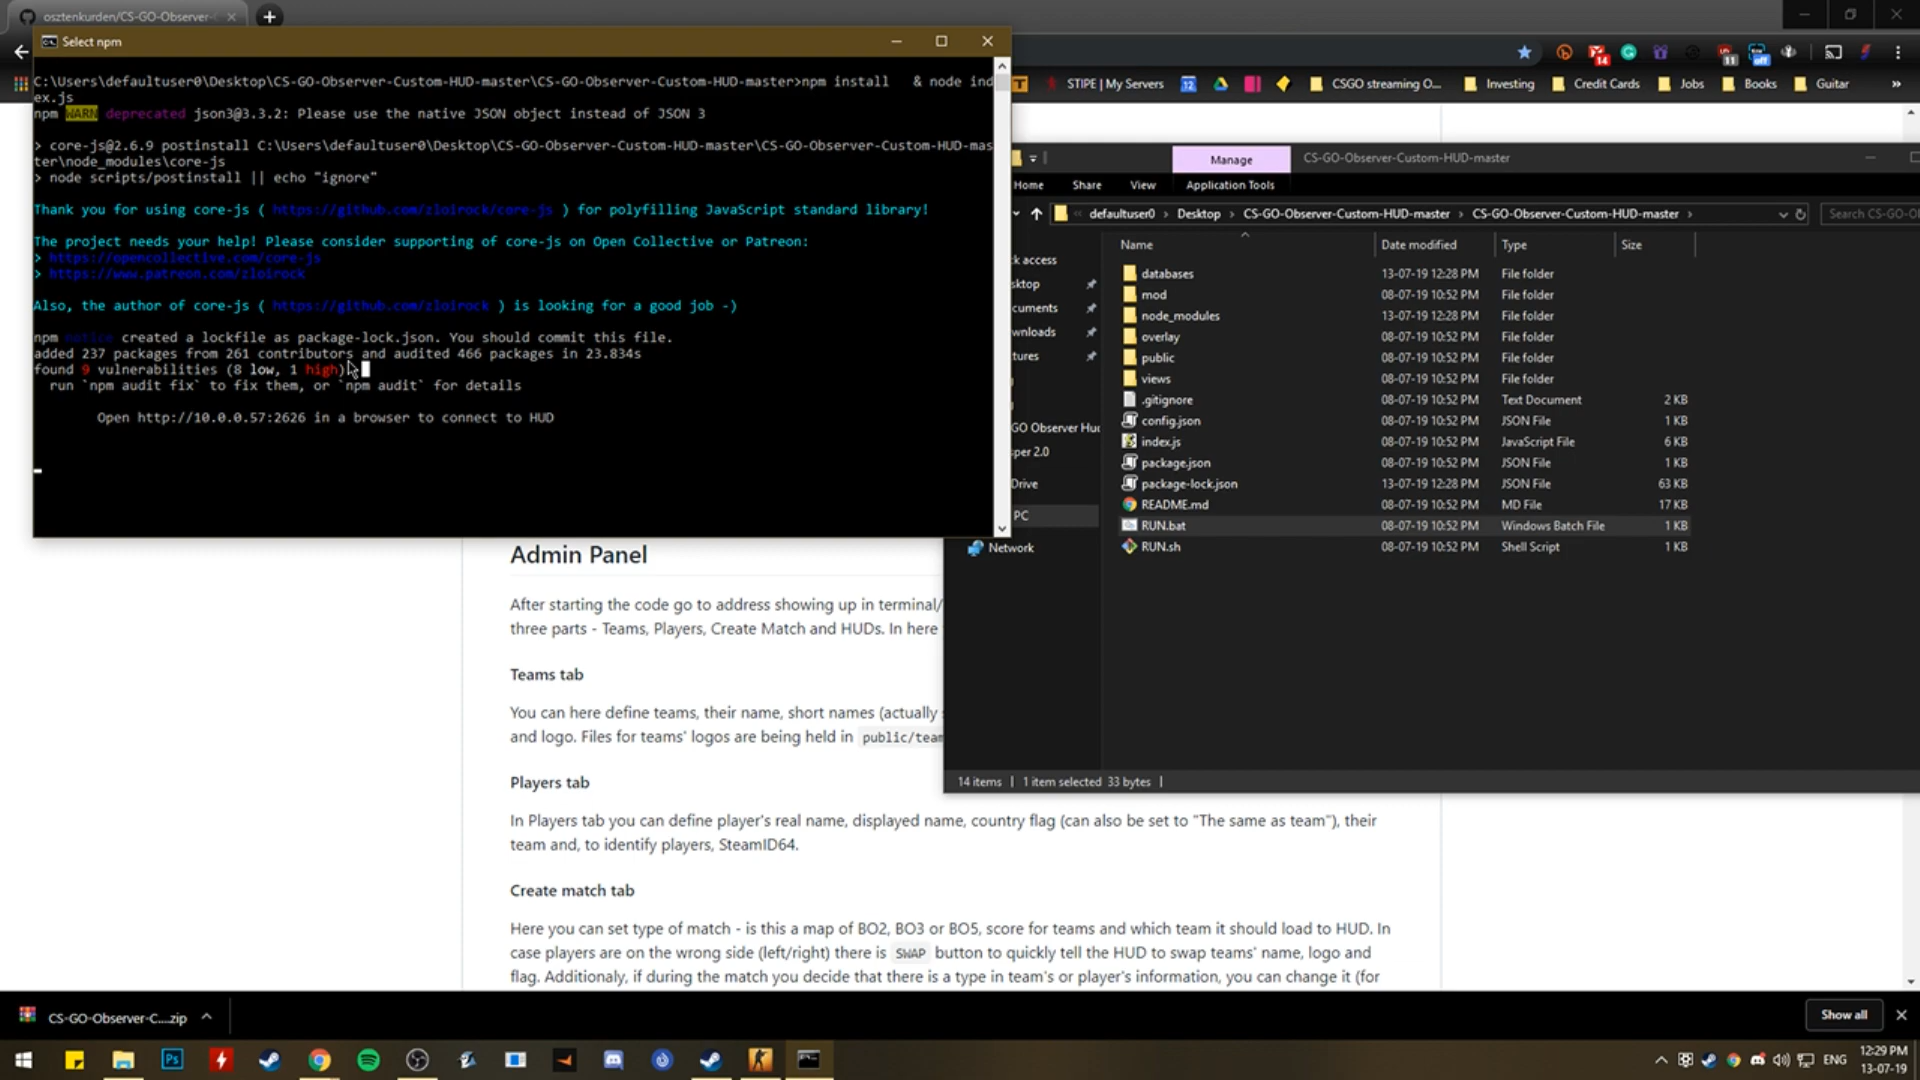 osztenkurden/CS-GO-Observer-
Select npm
C:\Users\defaultuser0\Desktop\CS-GO-Observer-Custom-HUD-master\CS-GO-Observer-Custom-HUD-master>npm install   & node ind
ex.js
npm WARN deprecated json3@3.3.2: Please use the native JSON object instead of JSON 3
> core-js@2.6.9 postinstall C:\Users\defaultuser0\Desktop\CS-GO-Observer-Custom-HUD-master\CS-GO-Observer-Custom-HUD-mas
ter\node_modules\core-js
> node scripts/postinstall || echo "ignore"
Thank you for using core-js ( https://github.com/zloirock/core-js ) for polyfilling JavaScript standard library!
The project needs your help! Please consider supporting of core-js on Open Collective or Patreon:
> https://opencollective.com/core-js
> https://www.patreon.com/zloirock
Also, the author of core-js ( https://github.com/zloirock ) is looking for a good job -)
npm notice created a lockfile as package-lock.json. You should commit this file.
added 237 packages from 261 contributors and audited 466 packages in 23.834s
found 9 vulnerabilities (8 low, 1 high)
run `npm audit fix` to fix them, or `npm audit` for details
Open http://10.0.0.57:2626 in a browser to connect to HUD
14
11
off
STIPE | My Servers
12
CSGO streaming O...
Investing
Credit Cards
Jobs
Books
Guitar
»
Manage
CS-GO-Observer-Custom-HUD-master
Home
Share
View
Application Tools
« defaultuser0 > Desktop > CS-GO-Observer-Custom-HUD-master > CS-GO-Observer-Custom-HUD-master >
Search CS-GO-O
Name
Date modified
Type
Size
ck access
sktop
cuments
wnloads
ctures
GO Observer Huc
sper 2.0
Drive
PC
Network
databases 13-07-19 12:28 PM File folder
mod 08-07-19 10:52 PM File folder
node_modules 13-07-19 12:28 PM File folder
overlay 08-07-19 10:52 PM File folder
public 08-07-19 10:52 PM File folder
views 08-07-19 10:52 PM File folder
.gitignore 08-07-19 10:52 PM Text Document 2 KB
config.json 08-07-19 10:52 PM JSON File 1 KB
index.js 08-07-19 10:52 PM JavaScript File 6 KB
package.json 08-07-19 10:52 PM JSON File 1 KB
package-lock.json 13-07-19 12:28 PM JSON File 63 KB
README.md 08-07-19 10:52 PM MD File 17 KB
RUN.bat 08-07-19 10:52 PM Windows Batch File 1 KB
RUN.sh 08-07-19 10:52 PM Shell Script 1 KB
14 items | 1 item selected 33 bytes |
Admin Panel
After starting the code go to address showing up in terminal/
three parts - Teams, Players, Create Match and HUDs. In here
Teams tab
You can here define teams, their name, short names (actually
and logo. Files for teams' logos are being held in public/team
Players tab
In Players tab you can define player's real name, displayed name, country flag (can also be set to "The same as team"), their
team and, to identify players, SteamID64.
Create match tab
Here you can set type of match - is this a map of BO2, BO3 or BO5, score for teams and which team it should load to HUD. In
case players are on the wrong side (left/right) there is SWAP button to quickly tell the HUD to swap teams' name, logo and
flag. Additionaly, if during the match you decide that there is a type in team's or player's information, you can change it (for
CS-GO-Observer-C....zip
Show all
Ps
ENG
12:29 PM
13-07-19